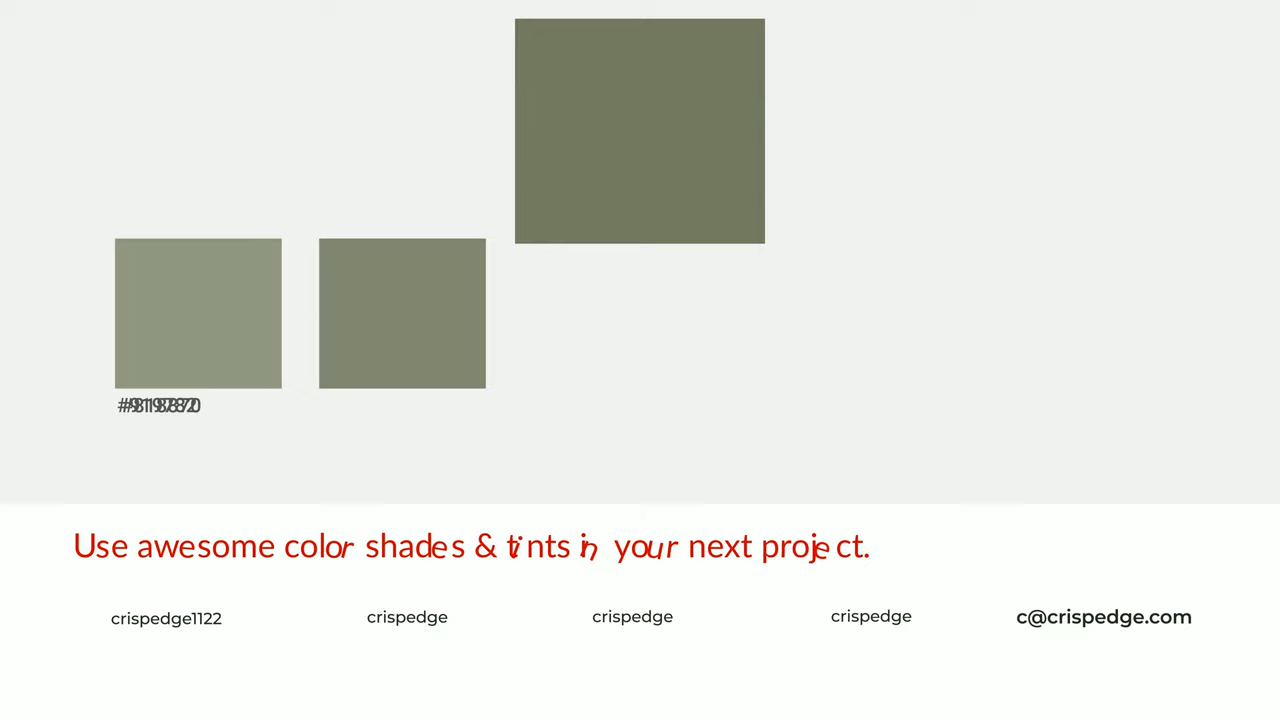 Use awesome color shades & tints in your next project.
crispedge1122 crispedge crispedge crispedge c@crispedge.com